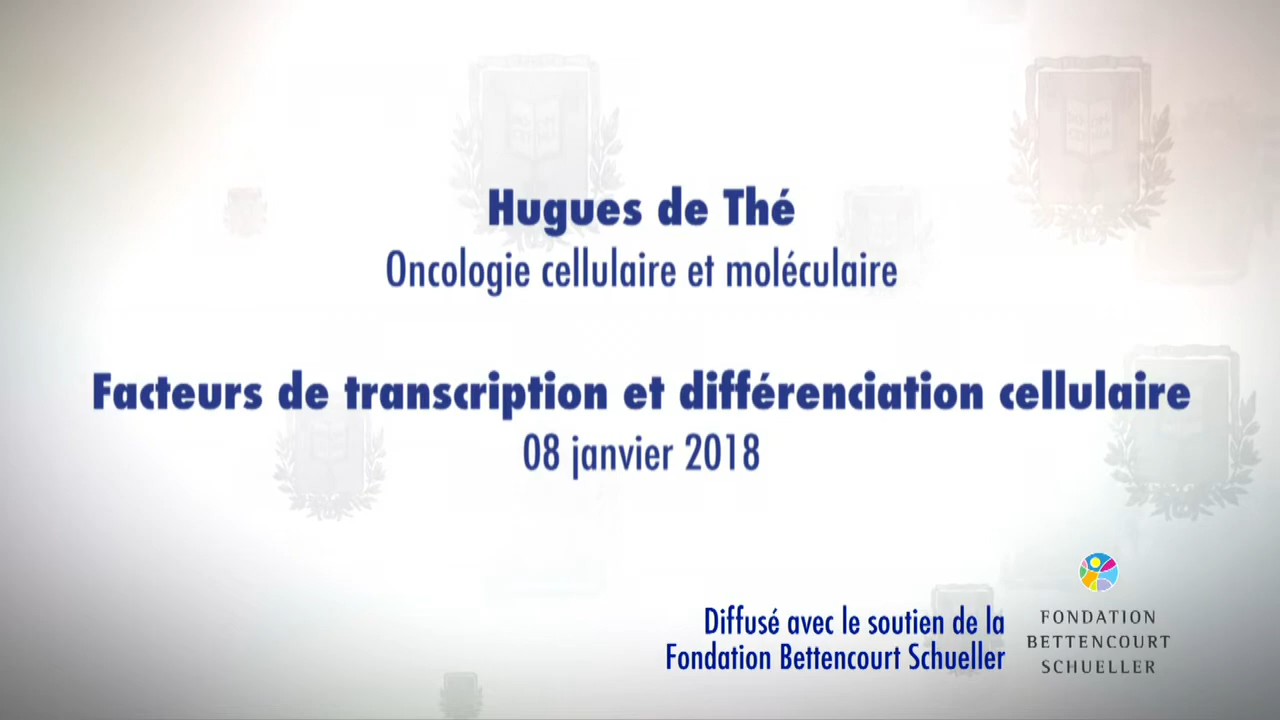 Hugues de Thé
Oncologie cellulaire et moléculaire
Facteurs de transcription et différenciation cellulaire
08 janvier 2018
Diffusé avec le soutien de la
Fondation Bettencourt Schueller
FONDATION
BETTENCOURT
SCHUELLER